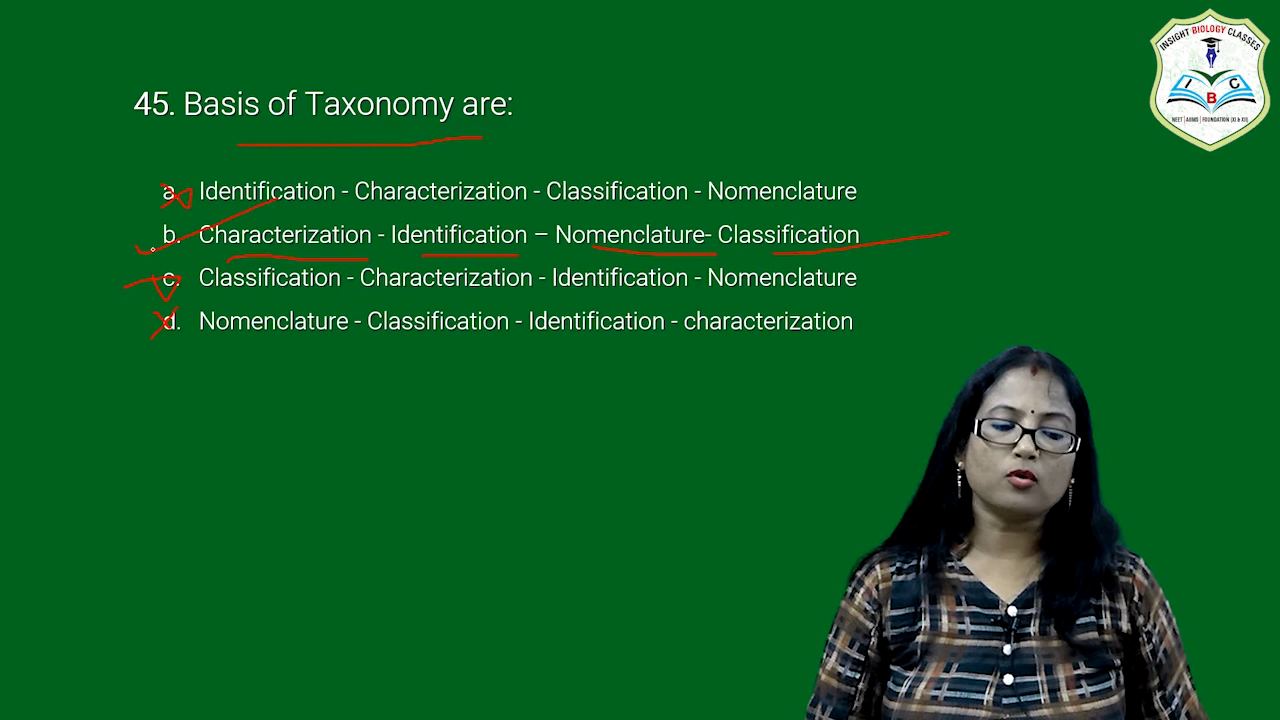 INSIGHT BIOLOGY CLASSES
I B C
NEET | AIIMS | FOUNDATION (XI & XII)
45. Basis of Taxonomy are:
a. Identification - Characterization - Classification - Nomenclature
b. Characterization - Identification – Nomenclature- Classification
c. Classification - Characterization - Identification - Nomenclature
d. Nomenclature - Classification - Identification - characterization